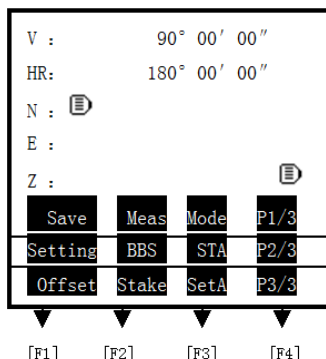 V : 90° 00′ 00″
HR: 180° 00′ 00″
N :
E :
Z :
Save Meas Mode P1/3
Setting BBS STA P2/3
Offset Stake SetA P3/3
[F1] [F2] [F3] [F4]